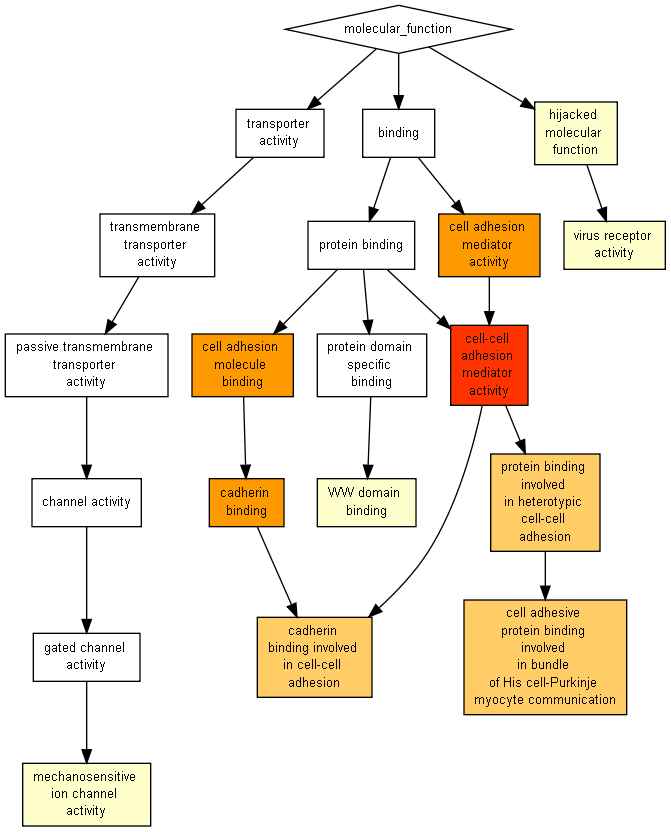 molecular_function
transporter
activity
binding
hijacked
molecular
function
transmembrane
transporter
activity
protein binding
cell adhesion
mediator
activity
virus receptor
activity
passive transmembrane
transporter
activity
cell adhesion
molecule
binding
protein domain
specific
binding
cell-cell
adhesion
mediator
activity
channel activity
cadherin
binding
WW domain
binding
protein binding
involved
in heterotypic
cell-cell
adhesion
gated channel
activity
cadherin
binding involved
in cell-cell
adhesion
cell adhesive
protein binding
involved
in bundle
of His cell-Purkinje
myocyte communication
mechanosensitive
ion channel
activity